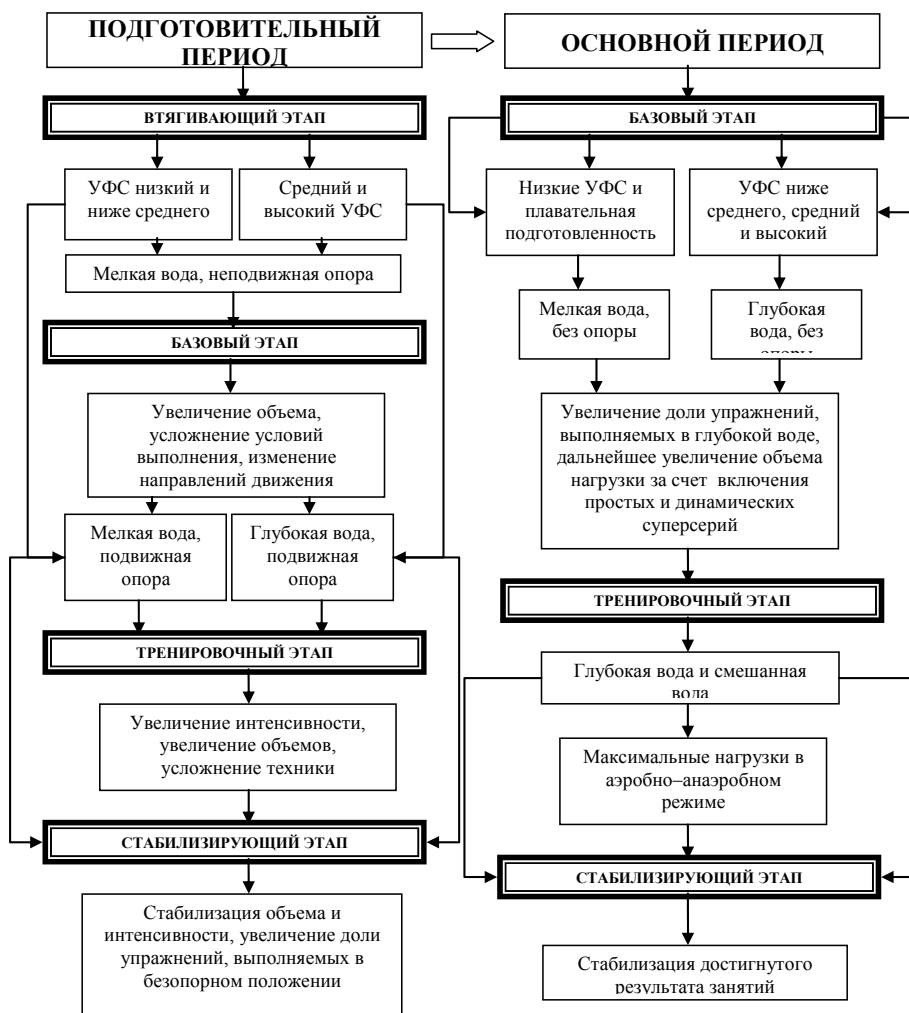 ПОДГОТОВИТЕЛЬНЫЙ
ПЕРИОД
ВТЯГИВАЮЩИЙ ЭТАП
УФС низкий и
ниже среднего
Средний и
высокий УФС
Мелкая вода, неподвижная опора
БАЗОВЫЙ ЭТАП
Увеличение объема,
усложнение условий
выполнения, изменение
направлений движения
Мелкая вода,
подвижная
опора
Глубокая вода,
подвижная
опора
ТРЕНИРОВОЧНЫЙ ЭТАП
Увеличение интенсивности,
увеличение объемов,
усложнение техники
СТАБИЛИЗИРУЮЩИЙ ЭТАП
Стабилизация объема и
интенсивности, увеличение доли
упражнений, выполняемых в
безопорном положении
ОСНОВНОЙ ПЕРИОД
БАЗОВЫЙ ЭТАП
Низкие УФС и
плавательная
подготовленность
УФС ниже
среднего, средний
и высокий
Мелкая вода,
без опоры
Глубокая
вода, без
опоры
Увеличение доли упражнений,
выполняемых в глубокой воде,
дальнейшее увеличение объема
нагрузки за счет включения
простых и динамических
суперсерий
ТРЕНИРОВОЧНЫЙ ЭТАП
Глубокая вода и смешанная
вода
Максимальные нагрузки в
аэробно–анаэробном
режиме
СТАБИЛИЗИРУЮЩИЙ ЭТАП
Стабилизация достигнутого
результата занятий